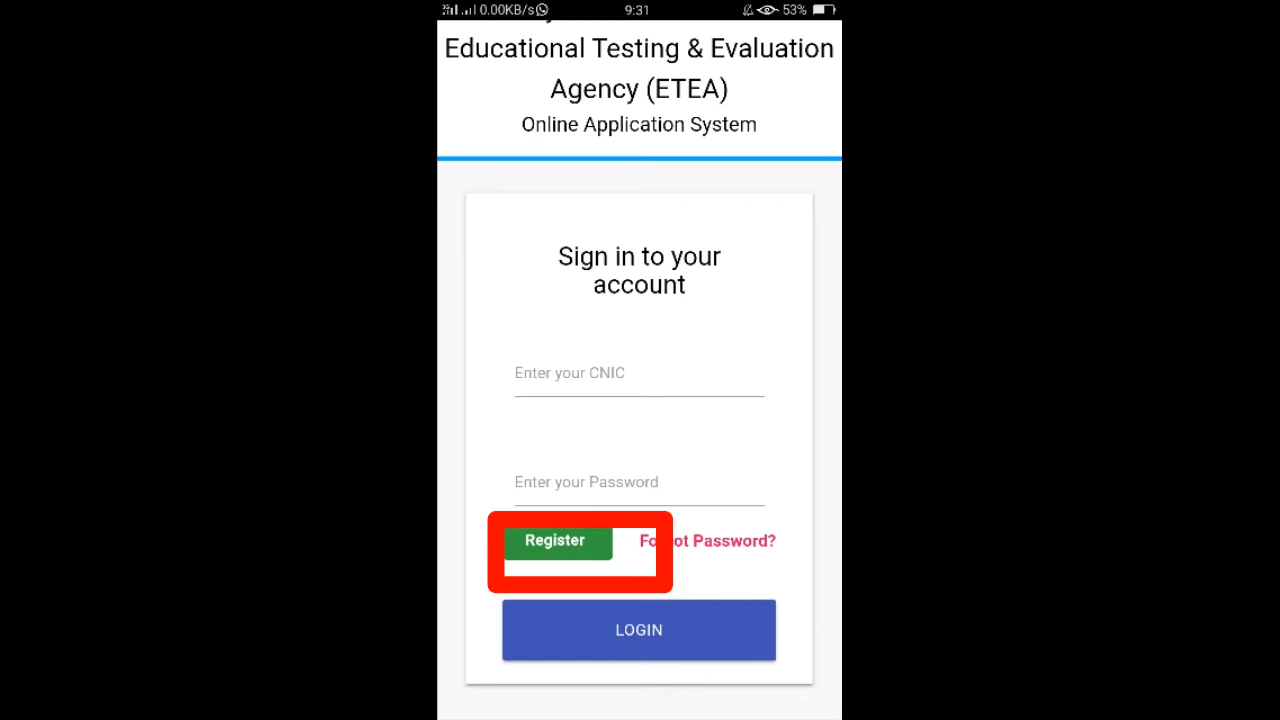 0.00KB/s 9:31 53%
Educational Testing & Evaluation
Agency (ETEA)
Online Application System
Sign in to your
account
Enter your CNIC
Enter your Password
Register Fo ot Password?
LOGIN